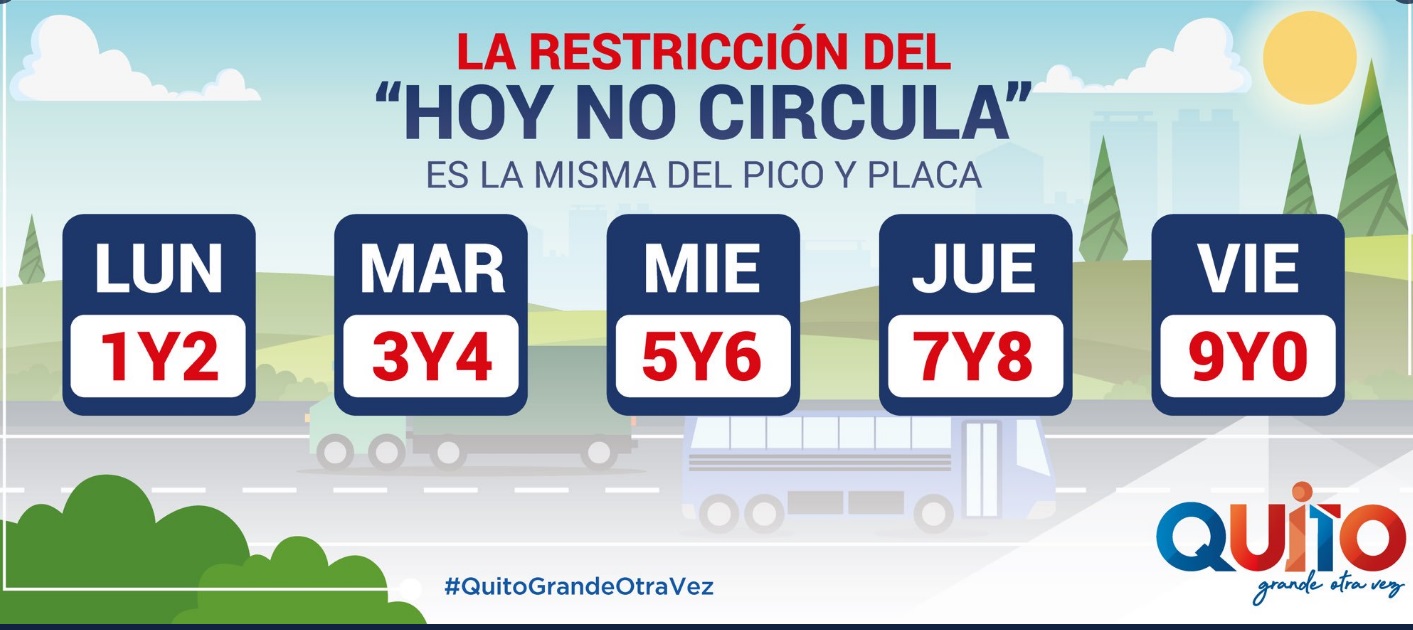 LA RESTRICCIÓN DEL
“HOY NO CIRCULA”
ES LA MISMA DEL PICO Y PLACA
LUN
1Y2
MAR
3Y4
MIE
5Y6
JUE
7Y8
VIE
9Y0
#QuitoGrandeOtraVez
QUITO
grande otra vez